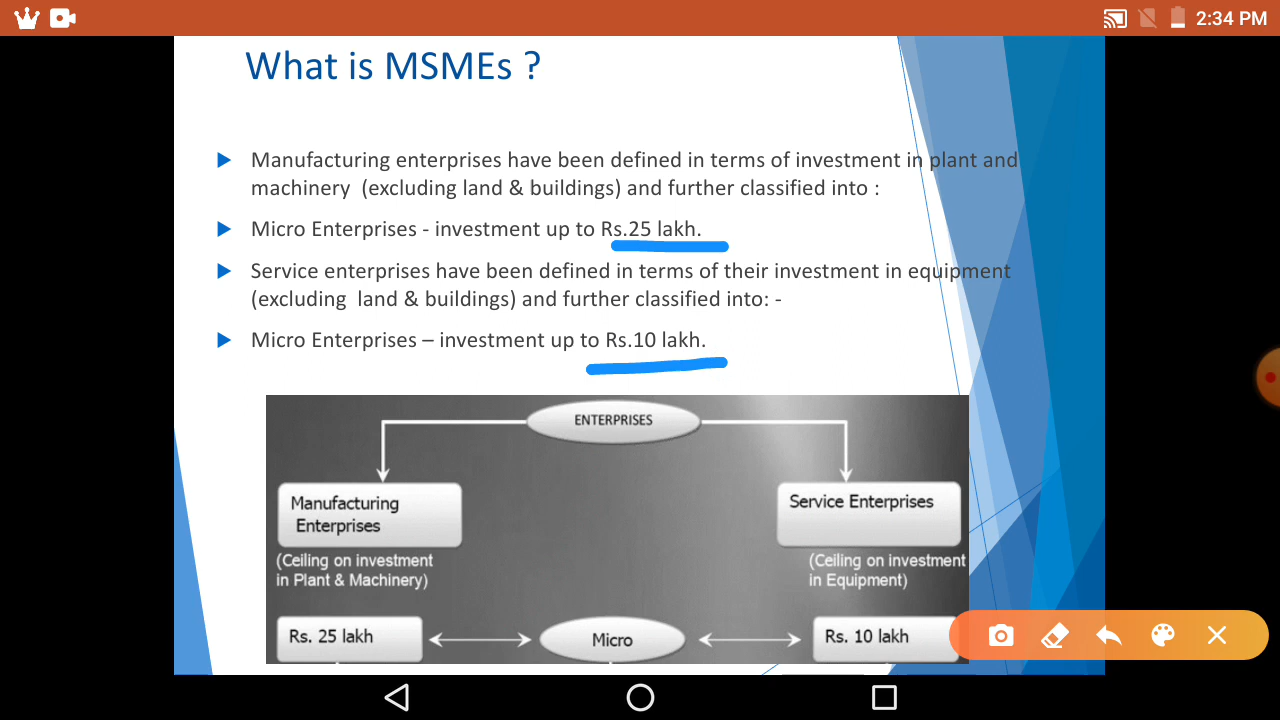 2:34 PM
What is MSMEs ?
Manufacturing enterprises have been defined in terms of investment in plant and
machinery (excluding land & buildings) and further classified into :
Micro Enterprises - investment up to Rs.25 lakh.
Service enterprises have been defined in terms of their investment in equipment
(excluding land & buildings) and further classified into: -
Micro Enterprises – investment up to Rs.10 lakh.
ENTERPRISES
Manufacturing
Enterprises
Service Enterprises
(Ceiling on investment
in Plant & Machinery)
(Ceiling on investment
in Equipment)
Rs. 25 lakh
Micro
Rs. 10 lakh